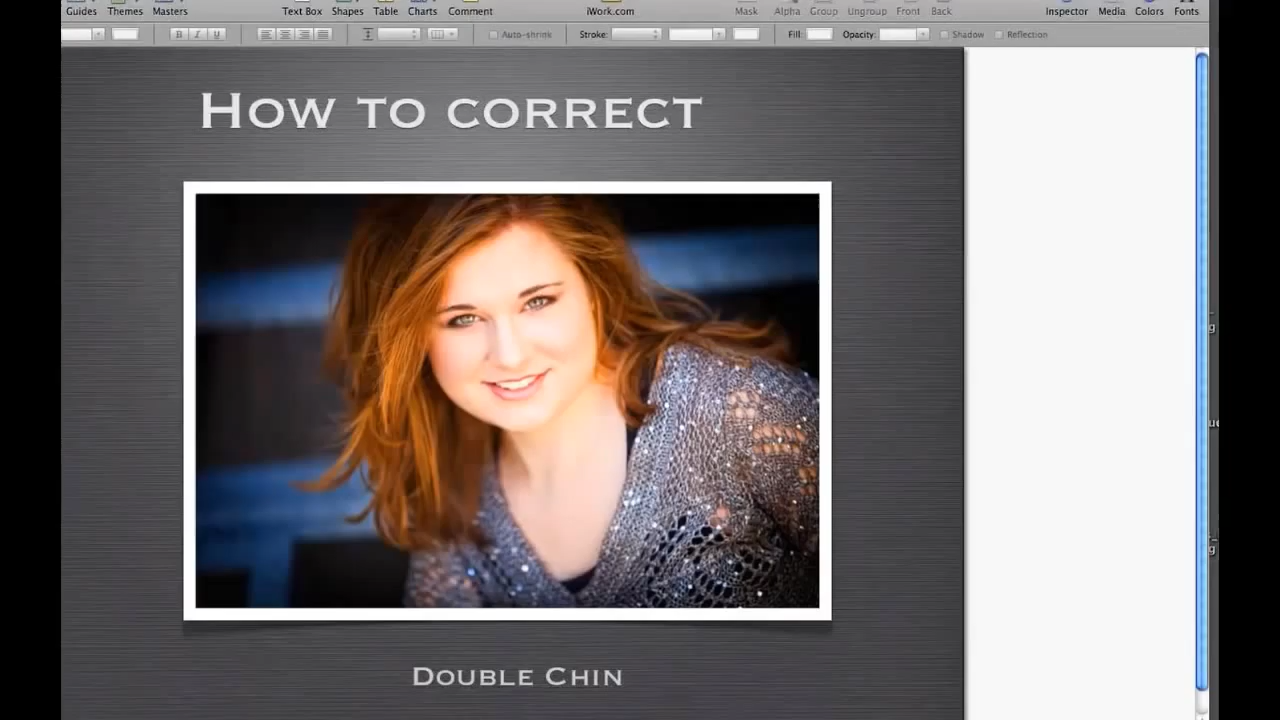 Guides Themes Masters Text Box Shapes Table Charts Comment iWork.com Mask Alpha Group Ungroup Front Back Inspector Media Colors Fonts
B I U Auto-shrink Stroke: Fill: Opacity: Shadow Reflection
HOW TO CORRECT
DOUBLE CHIN